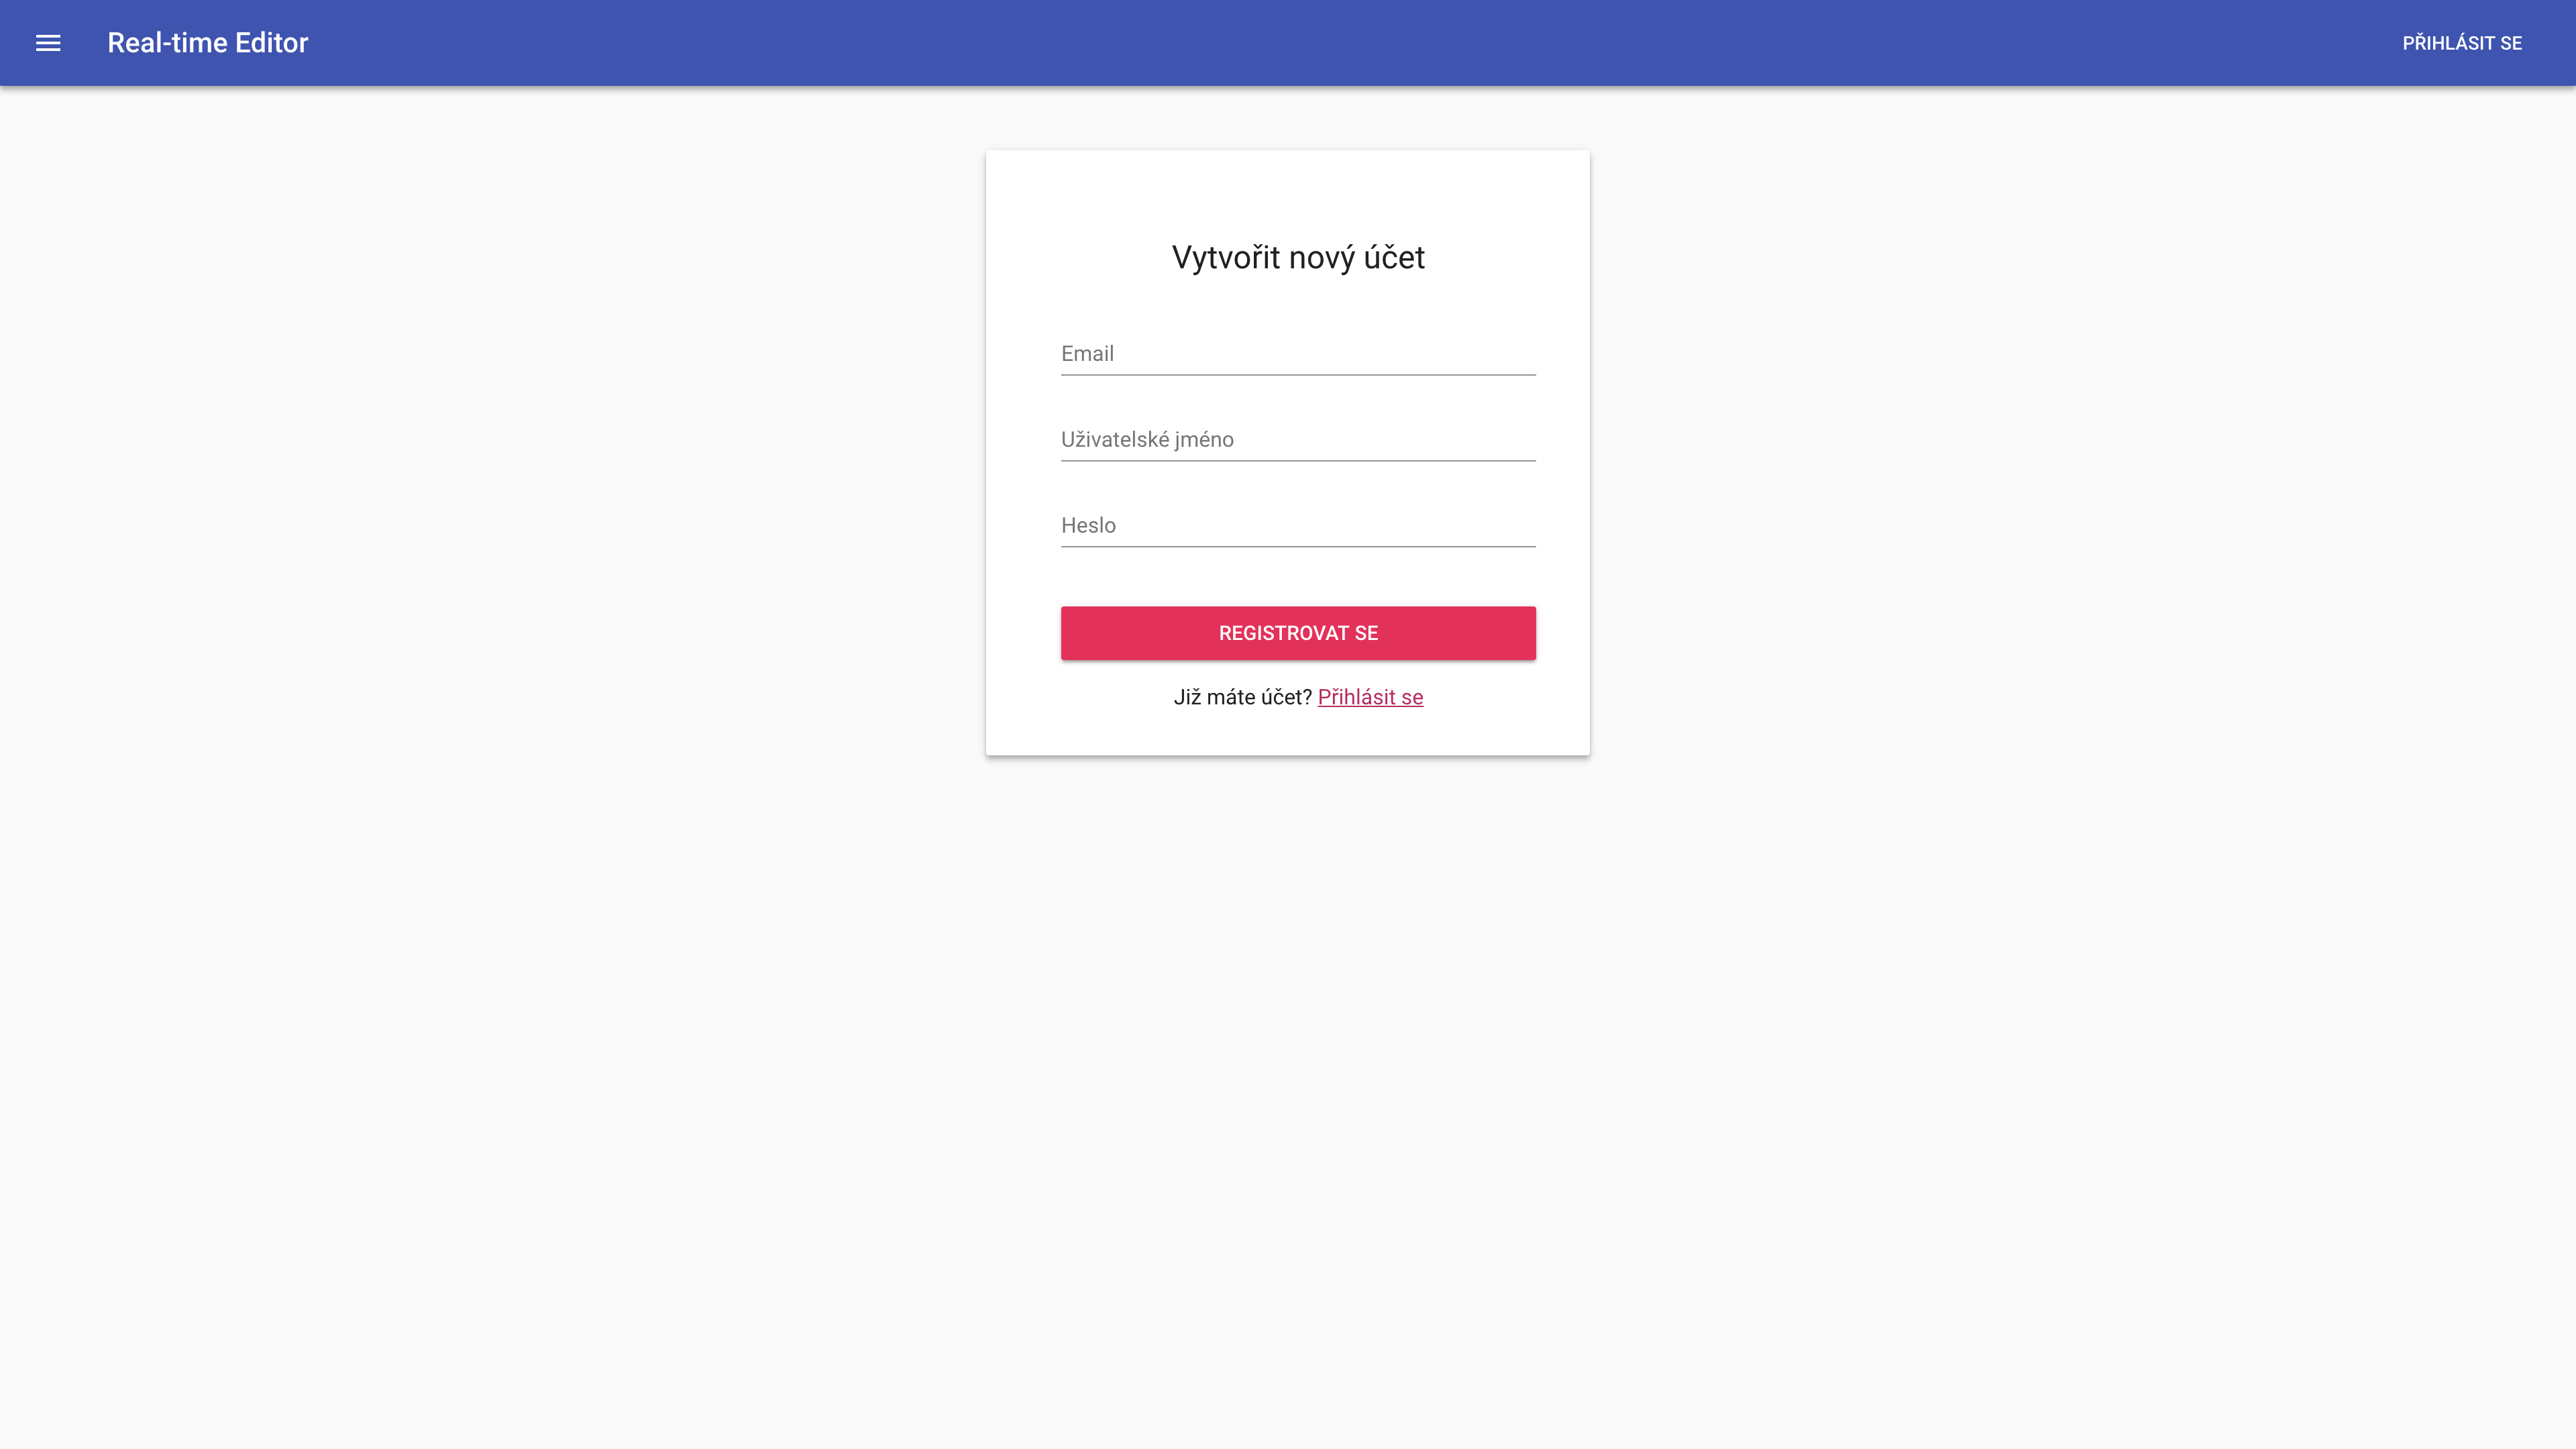 Real-time Editor
PŘIHLÁSIT SE
Vytvořit nový účet
Email
Uživatelské jméno
Heslo
REGISTROVAT SE
Již máte účet? Přihlásit se